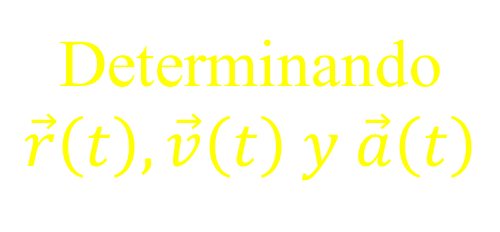 Determinando
r⃗(t), v⃗(t) y a⃗(t)